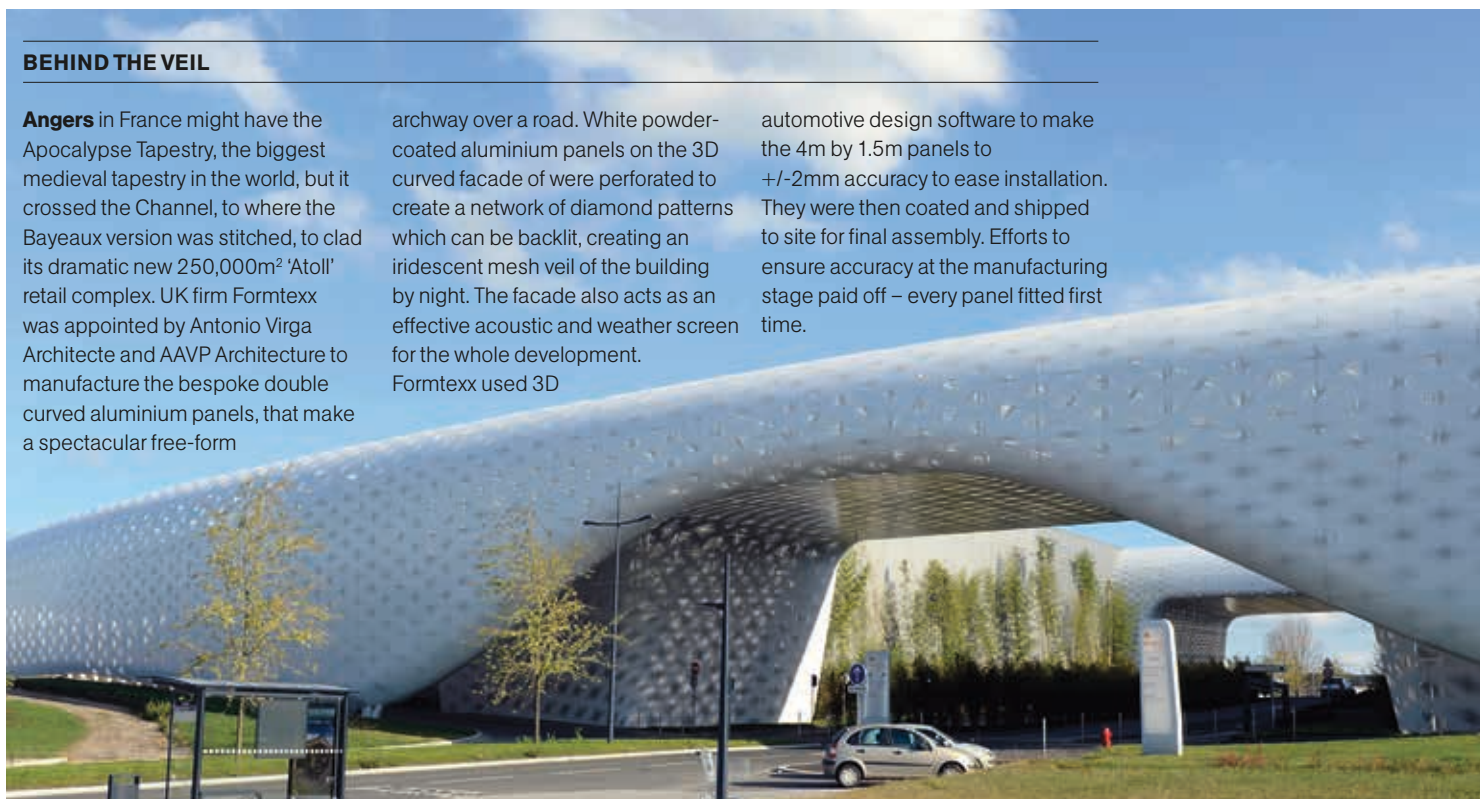 BEHIND THE VEIL
Angers in France might have the
Apocalypse Tapestry, the biggest
medieval tapestry in the world, but it
crossed the Channel, to where the
Bayeaux version was stitched, to clad
its dramatic new 250,000m² ‘Atoll’
retail complex. UK firm Formtexx
was appointed by Antonio Virga
Architecte and AAVP Architecture to
manufacture the bespoke double
curved aluminium panels, that make
a spectacular free-form
archway over a road. White powder-
coated aluminium panels on the 3D
curved facade of were perforated to
create a network of diamond patterns
which can be backlit, creating an
iridescent mesh veil of the building
by night. The facade also acts as an
effective acoustic and weather screen
for the whole development.
Formtexx used 3D
automotive design software to make
the 4m by 1.5m panels to
+/-2mm accuracy to ease installation.
They were then coated and shipped
to site for final assembly. Efforts to
ensure accuracy at the manufacturing
stage paid off – every panel fitted first
time.